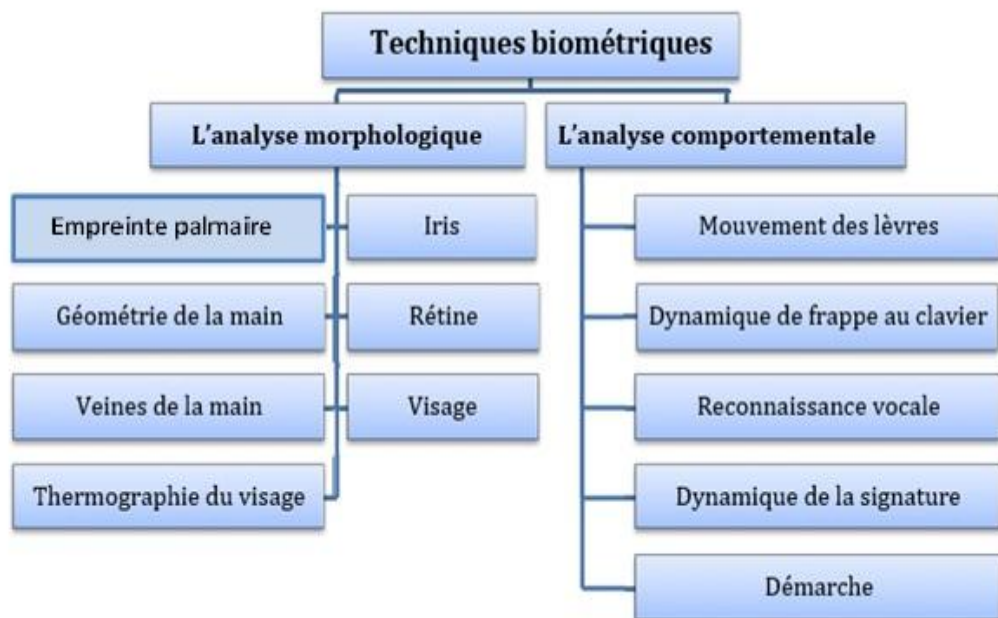 Techniques biométriques
L'analyse morphologique
L'analyse comportementale
Empreinte palmaire
Iris
Mouvement des lèvres
Géométrie de la main
Rétine
Dynamique de frappe au clavier
Veines de la main
Visage
Reconnaissance vocale
Thermographie du visage
Dynamique de la signature
Démarche